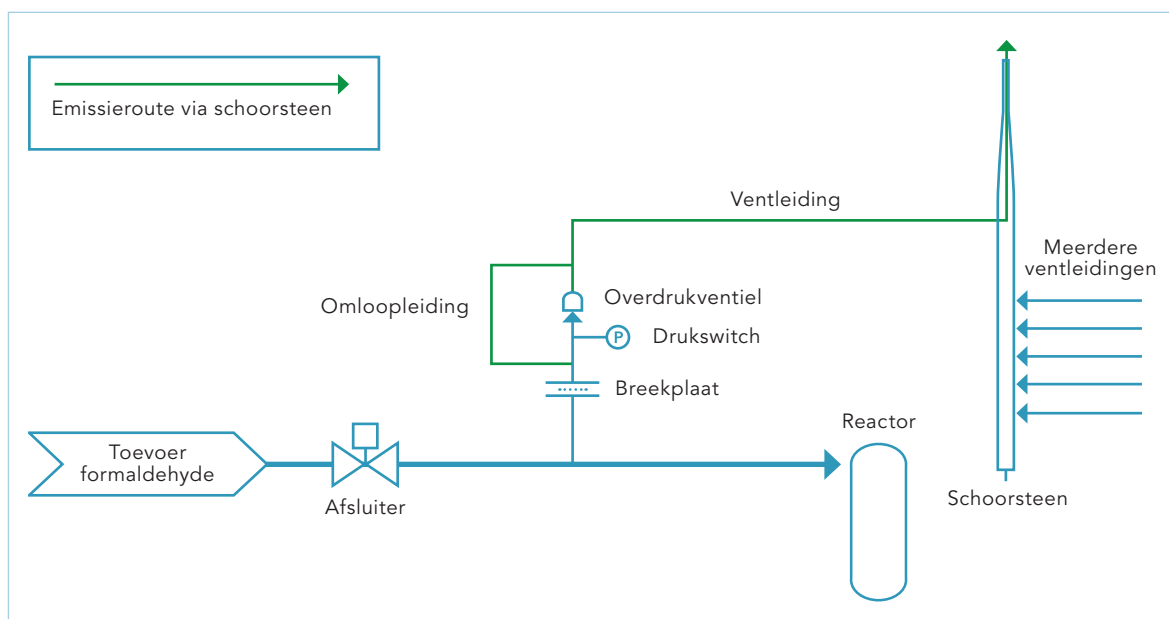 Emissieroute via schoorsteen
Ventleiding
Meerdere
ventleidingen
Omloopleiding
Overdrukventiel
P
Drukswitch
Breekplaat
Reactor
Toevoer
formaldehyde
Afsluiter
Schoorsteen